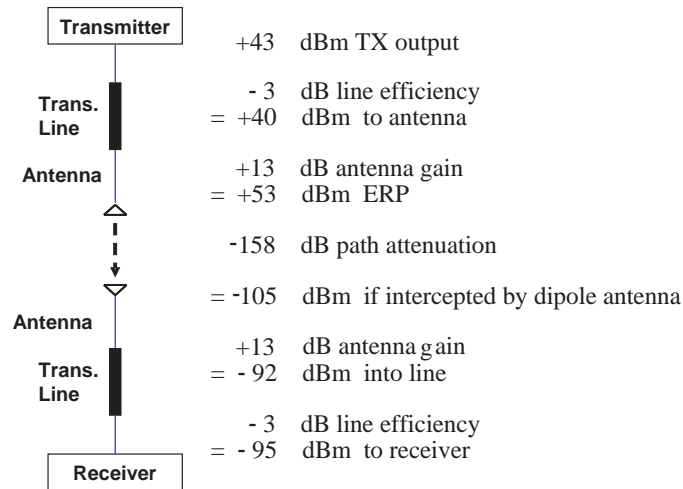 Transmitter
+43 dBm TX output
- 3 dB line efficiency
Trans.
Line
= +40 dBm to antenna
+13 dB antenna gain
Antenna
= +53 dBm ERP
-158 dB path attenuation
= -105 dBm if intercepted by dipole antenna
Antenna
+13 dB antenna gain
Trans.
Line
= - 92 dBm into line
- 3 dB line efficiency
= - 95 dBm to receiver
Receiver